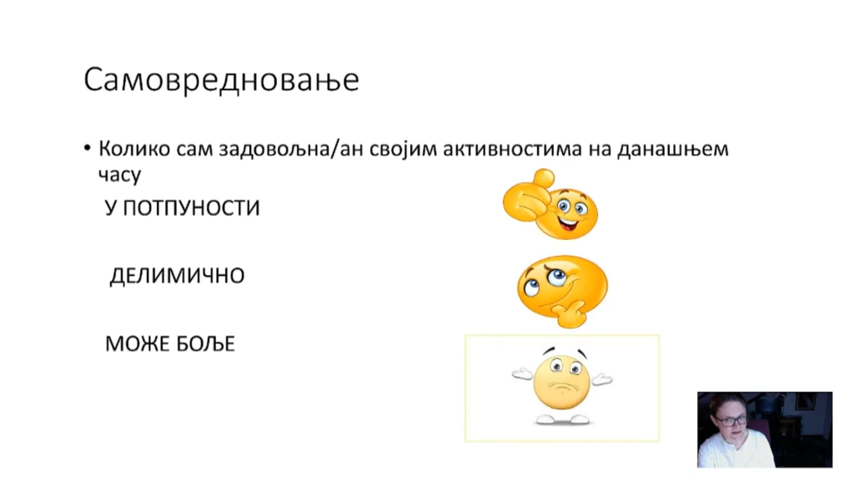 Самовредновање
• Колико сам задовољна/ан својим активностима на данашњем
часу
У ПОТПУНОСТИ
ДЕЛИМИЧНО
МОЖЕ БОЉЕ